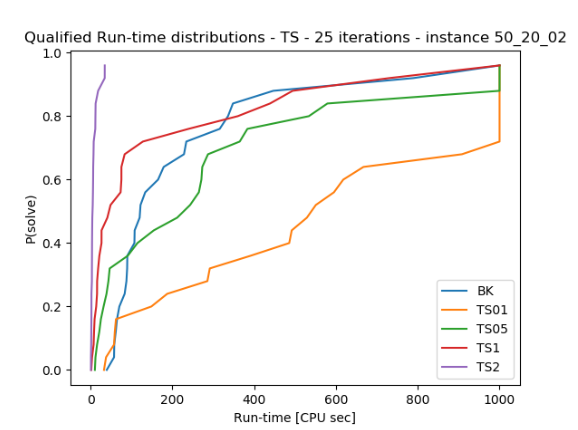 Qualified Run-time distributions - TS - 25 iterations - instance 50_20_02
1.0
0.8
0.6
0.4
0.2
0.0
P(solve)
BK
TS01
TS05
TS1
TS2
0 200 400 600 800 1000
Run-time [CPU sec]